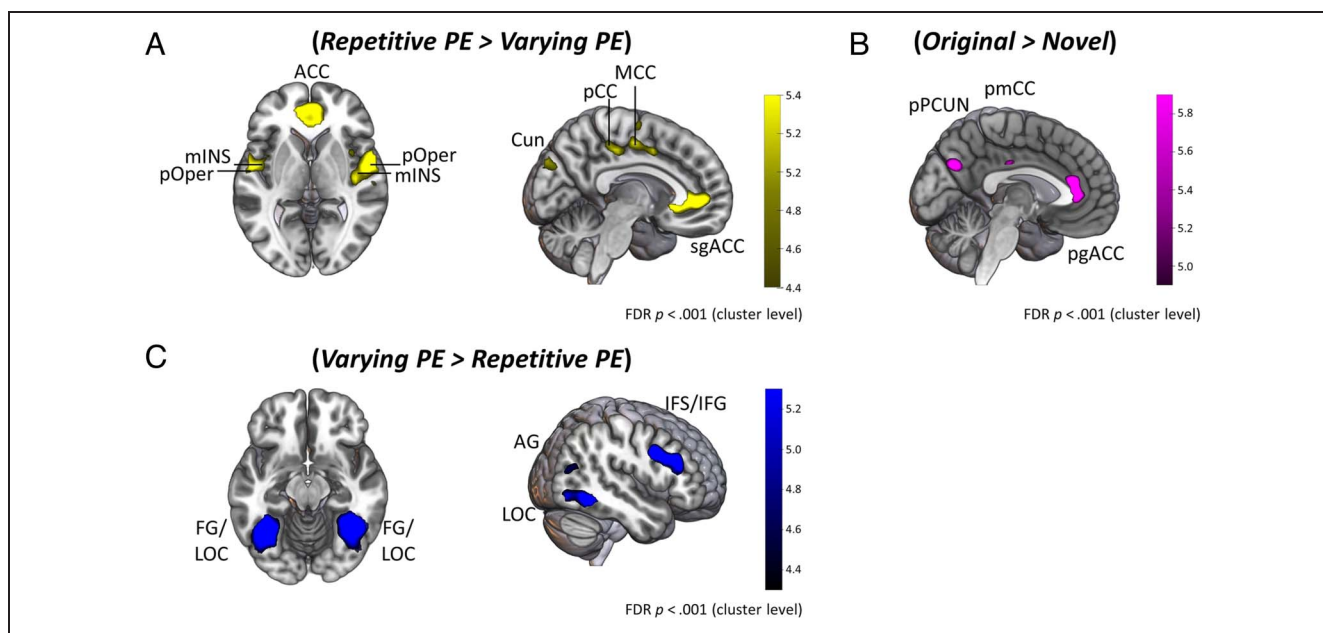 A
(Repetitive PE > Varying PE)
ACC
mINS
pOper
pOper
mINS
MCC
pCC
Cun
sgACC
5.4
5.2
5.0
4.8
4.6
4.4
FDR p < .001 (cluster level)
B
(Original > Novel)
pmCC
pPCUN
pgACC
5.8
5.6
5.4
5.2
5.0
FDR p < .001 (cluster level)
C
(Varying PE > Repetitive PE)
FG/
LOC
FG/
LOC
IFS/IFG
AG
LOC
5.2
5.0
4.8
4.6
4.4
FDR p < .001 (cluster level)